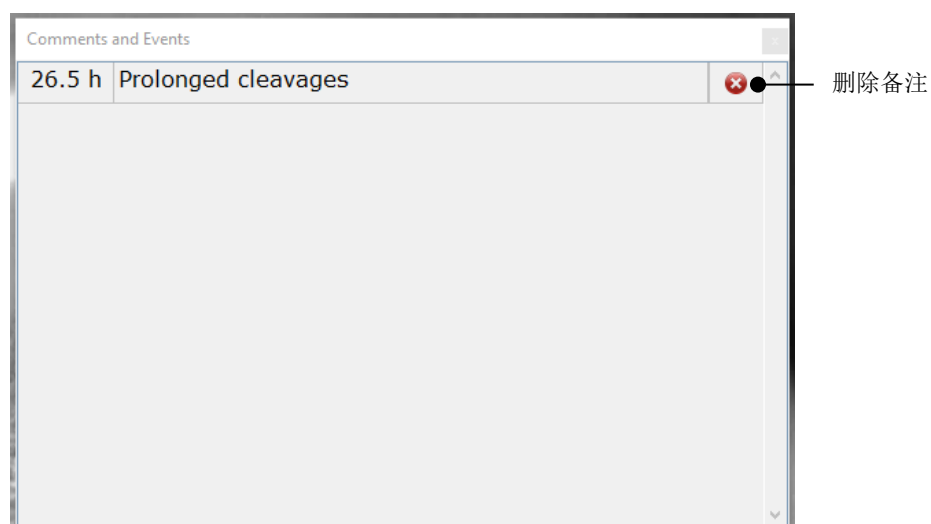 Comments and Events
26.5 h Prolonged cleavages
删除备注